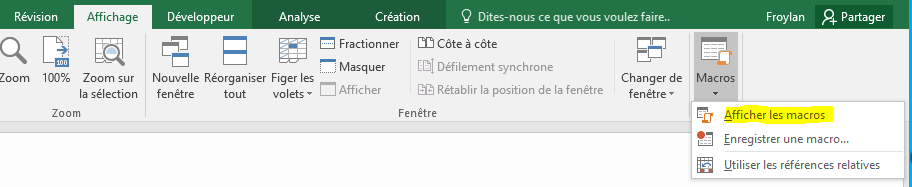 Révision Affichage Développeur Analyse Création Dites-nous ce que vous voulez faire.. Froylan Partager
Zoom 100% Zoom sur la sélection
Nouvelle fenêtre Réorganiser tout Figer les volets
Fractionner
Masquer
Afficher
Côte à côte
Défilement synchrone
Rétablir la position de la fenêtre
Changer de fenêtre
Macros
Zoom Fenêtre
Afficher les macros
Enregistrer une macro...
Utiliser les références relatives